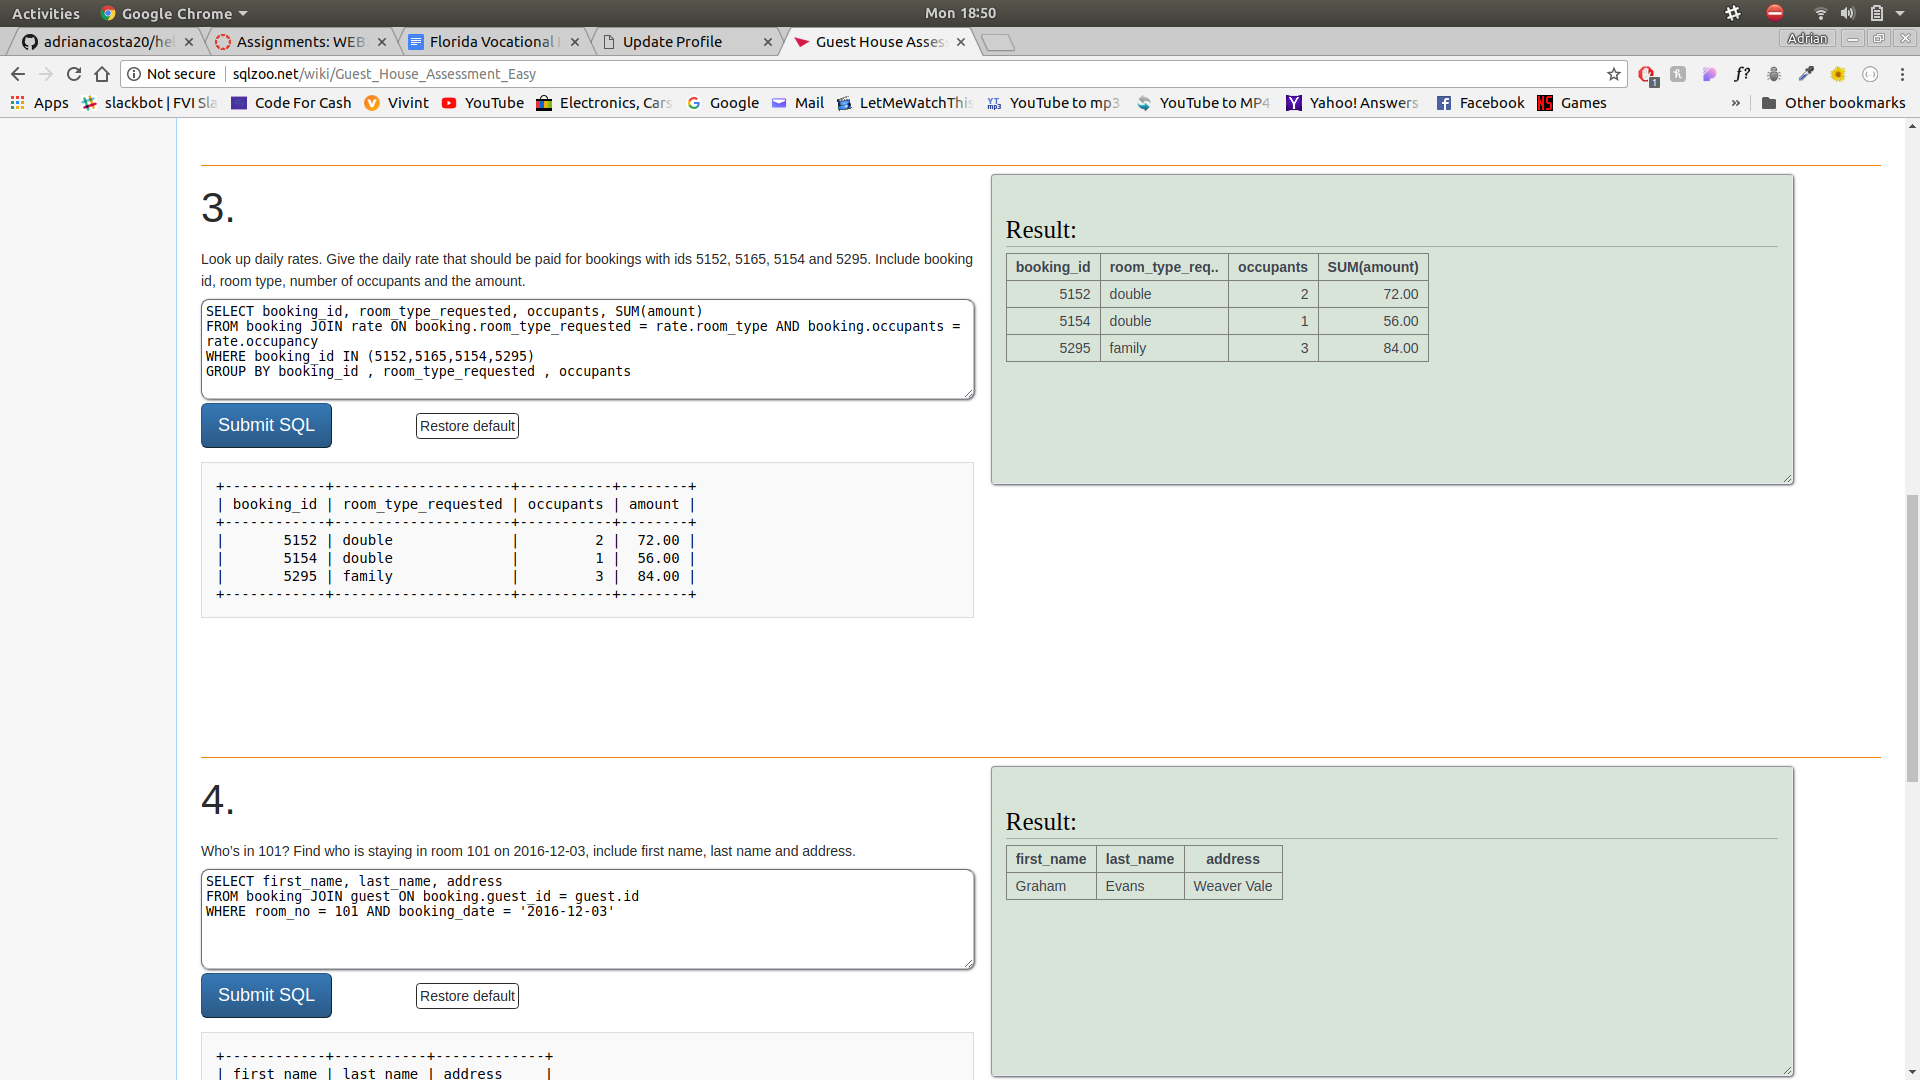 Activities Google Chrome Mon 18:50
adrianacosta20/hel Assignments: WEB Florida Vocational Update Profile Guest House Asses Adrian
Not secure sqlzoo.net/wiki/Guest_House_Assessment_Easy
Apps slackbot | FVI Sla Code For Cash Vivint YouTube Electronics, Cars Google Mail LetMeWatchThis YouTube to mp3 YouTube to MP4 Yahoo! Answers Facebook Games » Other bookmarks
3.
Look up daily rates. Give the daily rate that should be paid for bookings with ids 5152, 5165, 5154 and 5295. Include booking
id, room type, number of occupants and the amount.
SELECT booking_id, room_type_requested, occupants, SUM(amount)
FROM booking JOIN rate ON booking.room_type_requested = rate.room_type AND booking.occupants =
rate.occupancy
WHERE booking_id IN (5152,5165,5154,5295)
GROUP BY booking_id , room_type_requested , occupants
Submit SQL Restore default
+------------+---------------------+-----------+--------+
| booking_id | room_type_requested | occupants | amount |
+------------+---------------------+-----------+--------+
|       5152 | double              |         2 |  72.00 |
|       5154 | double              |         1 |  56.00 |
|       5295 | family              |         3 |  84.00 |
+------------+---------------------+-----------+--------+
Result:
booking_id room_type_req.. occupants SUM(amount)
5152 double 2 72.00
5154 double 1 56.00
5295 family 3 84.00
4.
Who's in 101? Find who is staying in room 101 on 2016-12-03, include first name, last name and address.
SELECT first_name, last_name, address
FROM booking JOIN guest ON booking.guest_id = guest.id
WHERE room_no = 101 AND booking_date = '2016-12-03'
Submit SQL Restore default
+------------+-----------+-------------+
| first name | last name | address     |
Result:
first_name last_name address
Graham Evans Weaver Vale